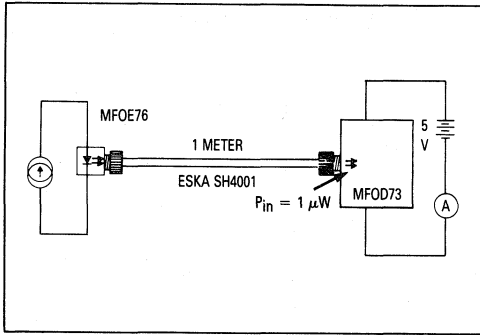 MFOE76
1 METER
ESKA SH4001
P_in = 1 μW
MFOD73
5
V
A